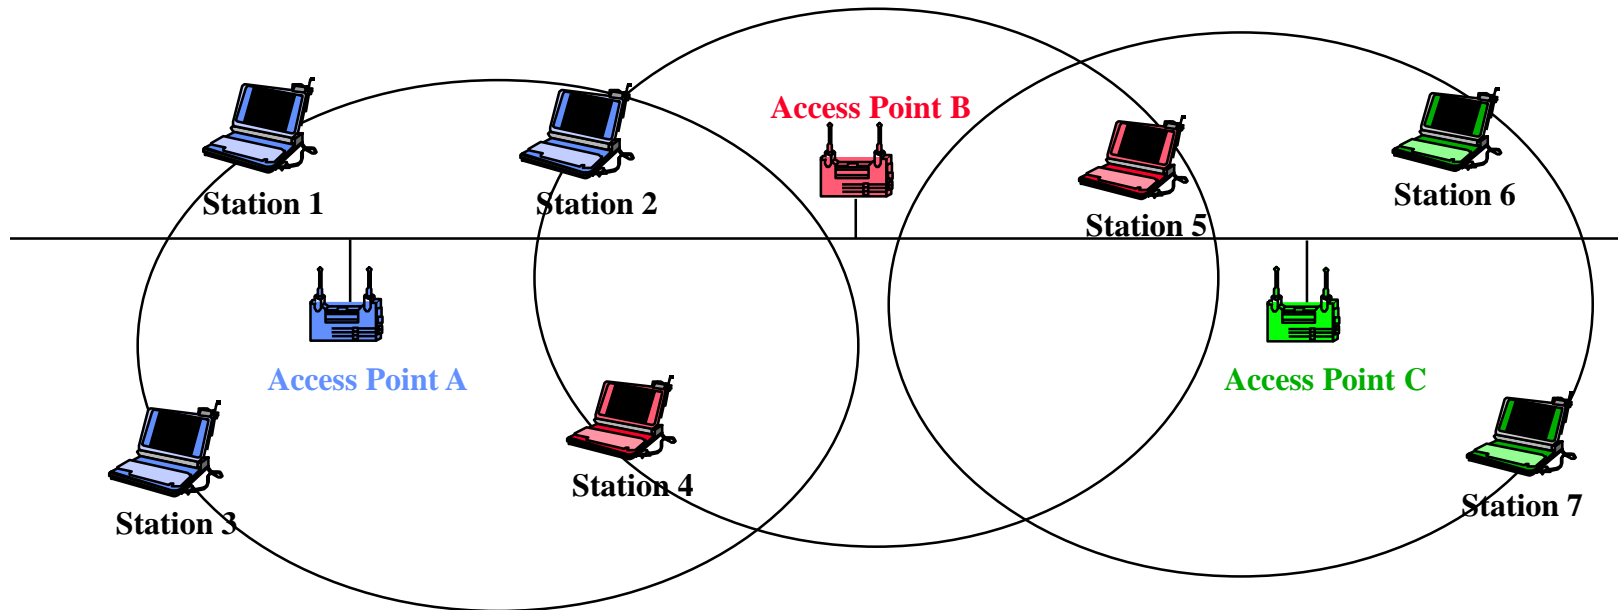 Access Point B
Station 1
Station 2
Station 5
Station 6
Access Point A
Access Point C
Station 4
Station 3
Station 7